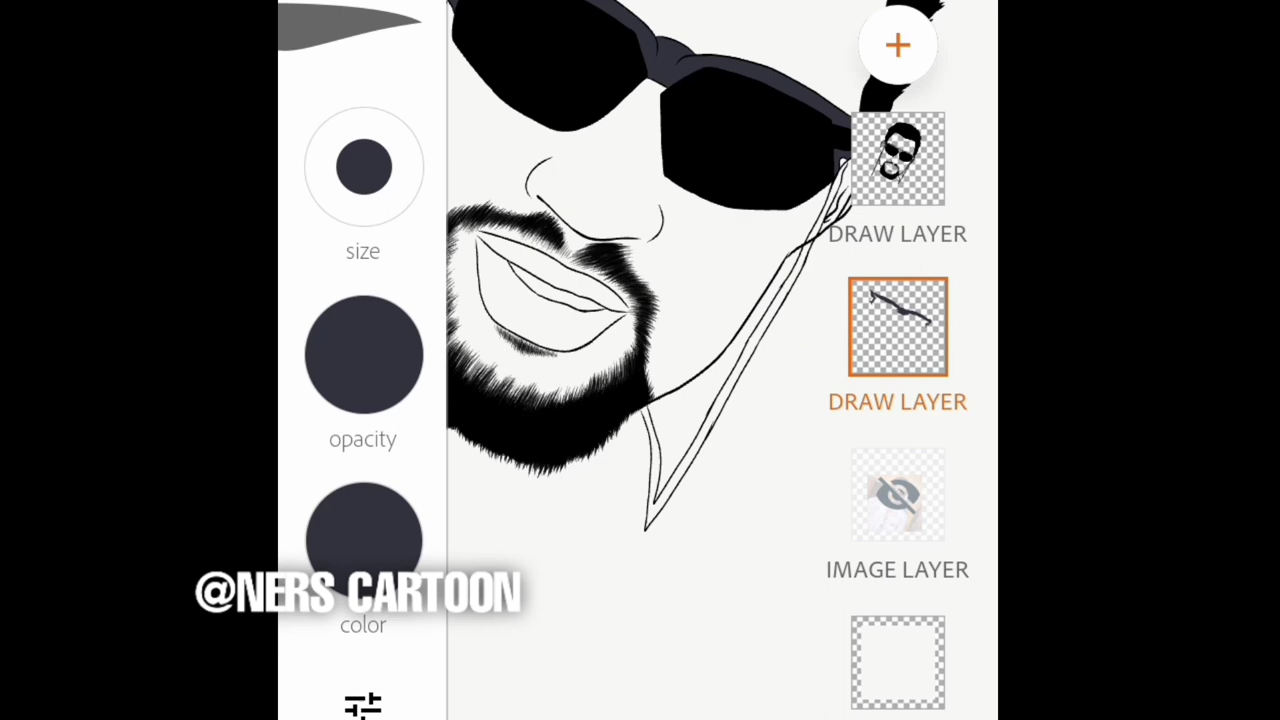 size
DRAW LAYER
DRAW LAYER
opacity
IMAGE LAYER
@NERS CARTOON
color